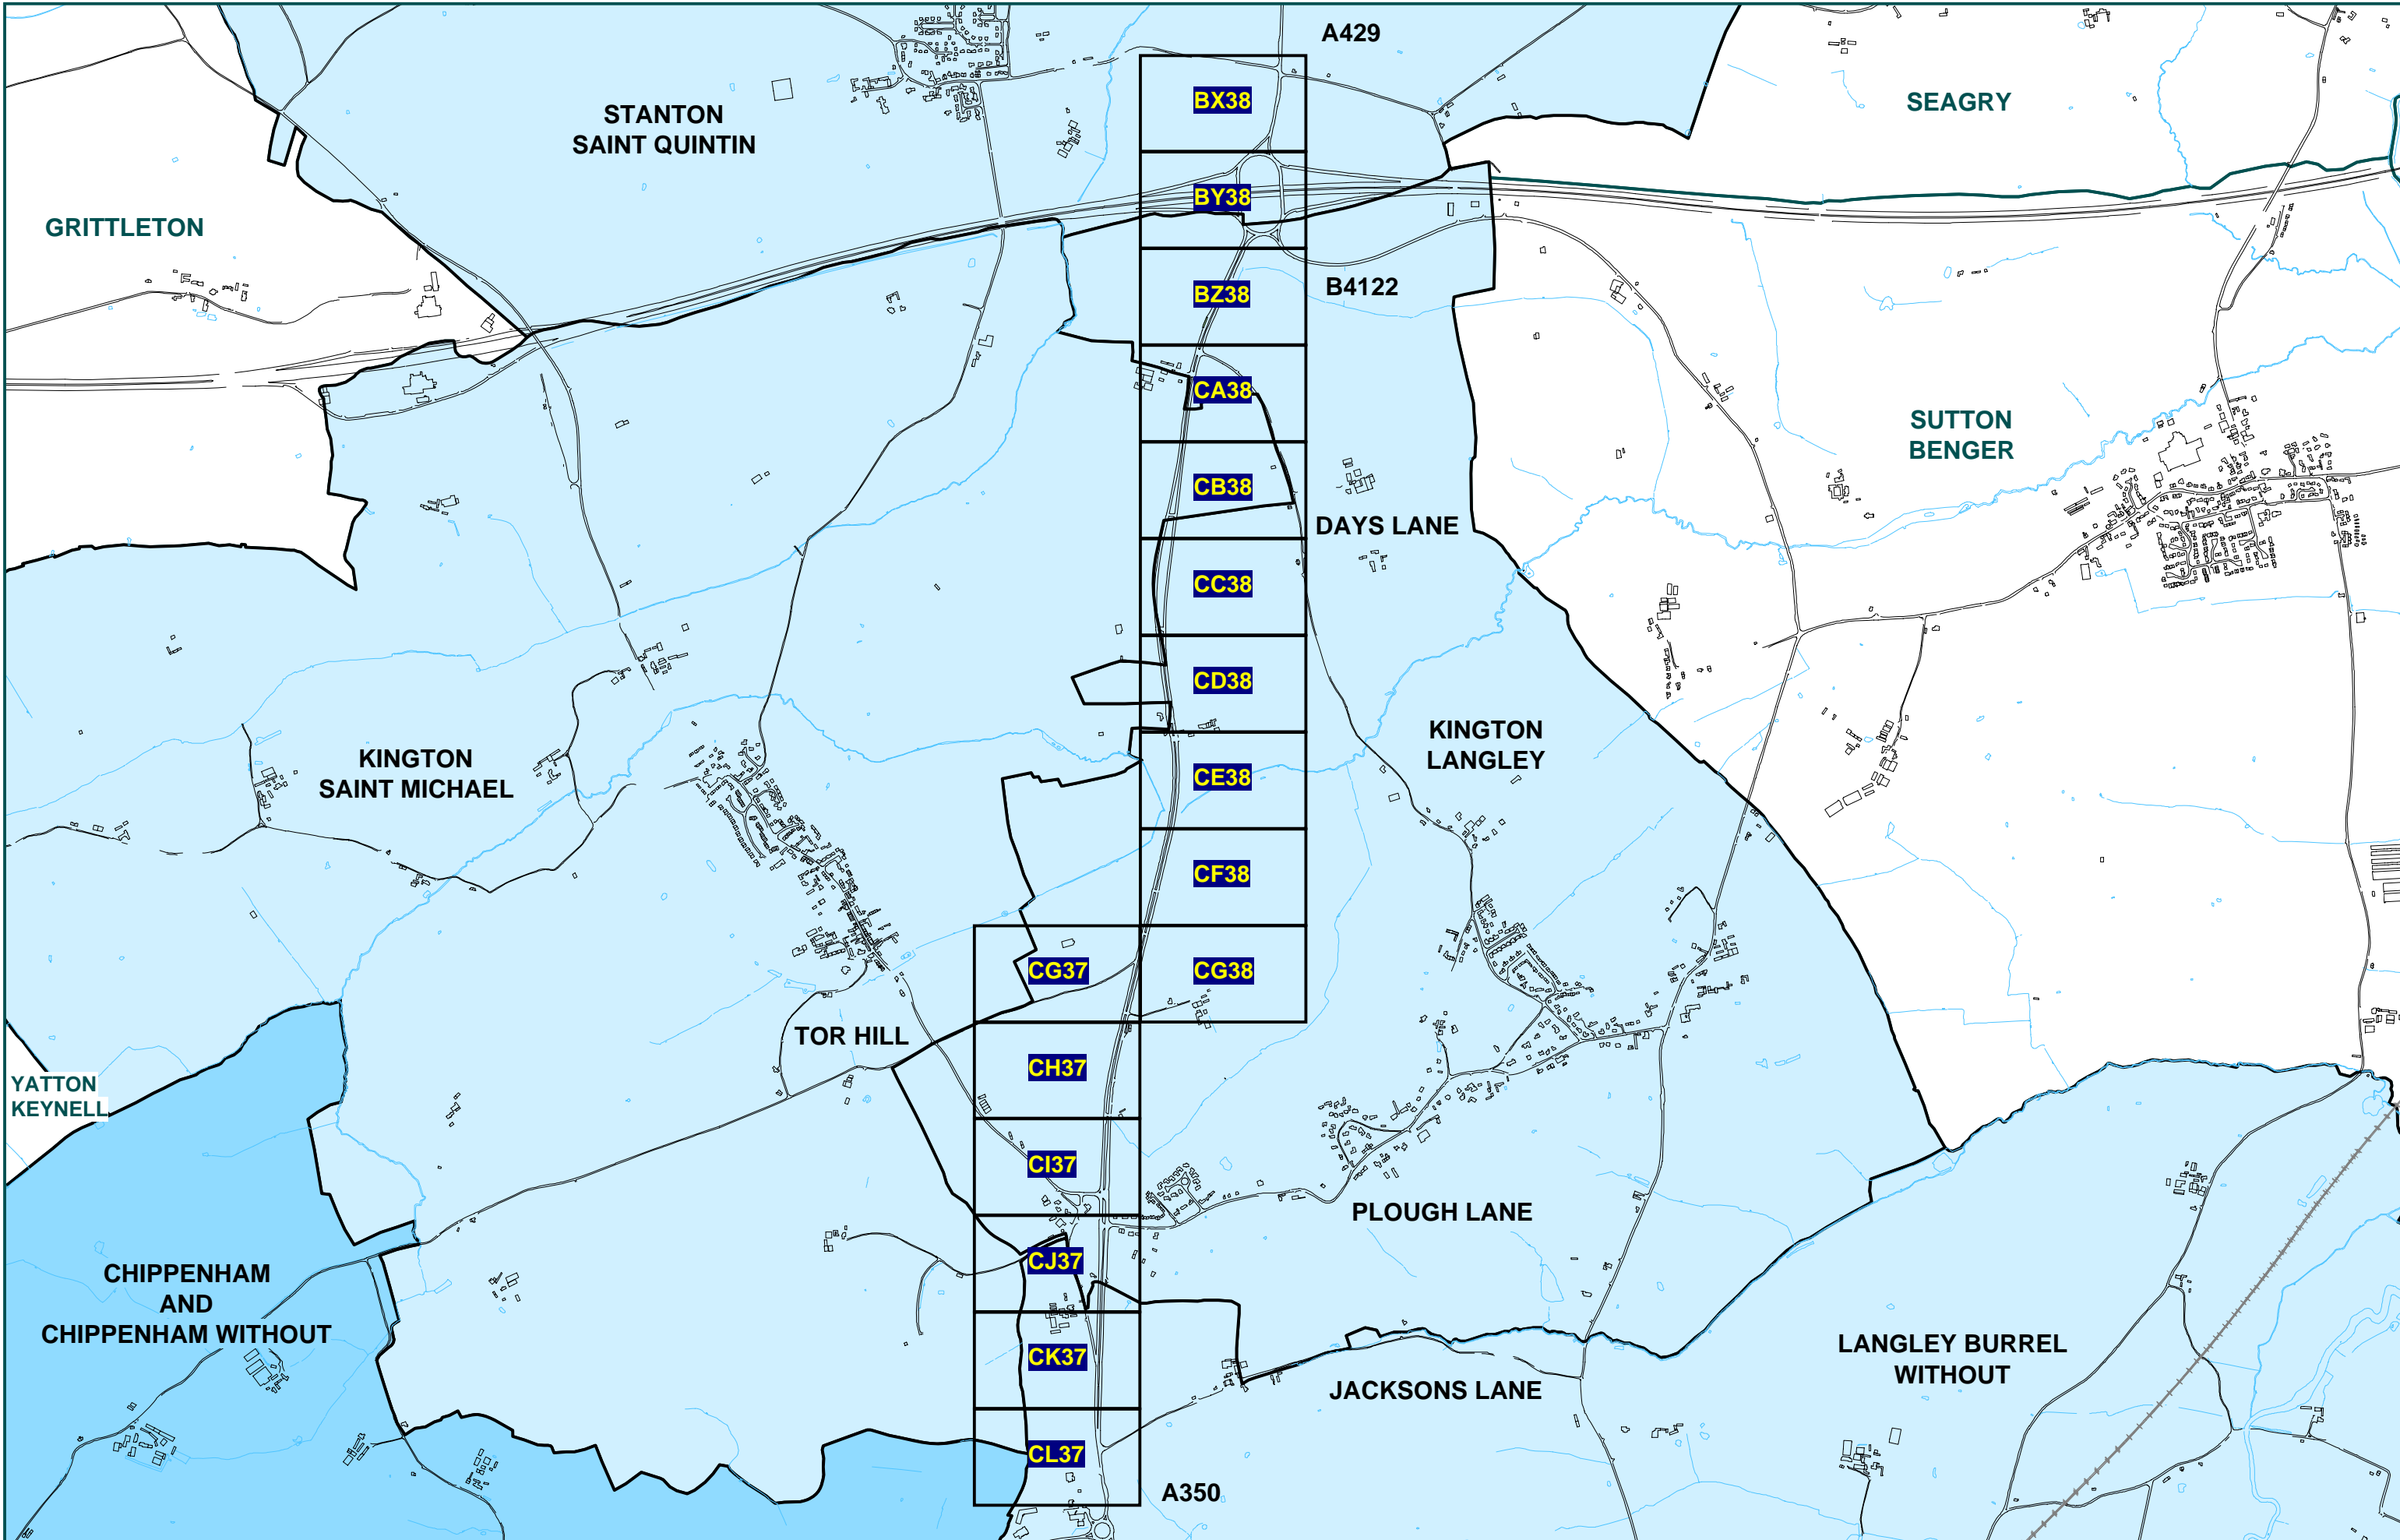 A429
BX38
SEAGRY
STANTON
SAINT QUINTIN
BY38
GRITTLETON
B4122
BZ38
CA38
SUTTON
BENGER
CB38
DAYS LANE
CC38
CD38
KINGTON
LANGLEY
KINGTON
SAINT MICHAEL
CE38
CF38
CG37
CG38
TOR HILL
CH37
YATTON
KEYNELL
CI37
PLOUGH LANE
CJ37
CHIPPENHAM
AND
CHIPPENHAM WITHOUT
CK37
LANGLEY BURREL
WITHOUT
JACKSONS LANE
CL37
A350